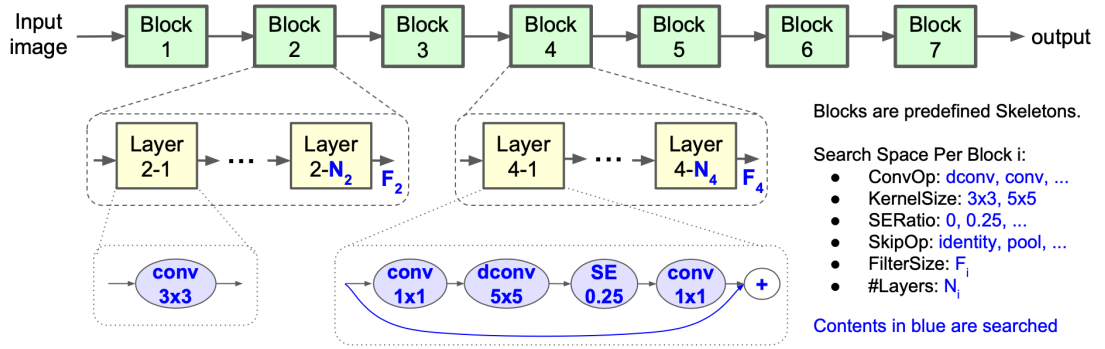 Input image
Block 1
Block 2
Block 3
Block 4
Block 5
Block 6
Block 7
output
Layer 2-1
...
Layer 2-N2
F2
Layer 4-1
...
Layer 4-N4
F4
conv 3x3
conv 1x1
dconv 5x5
SE 0.25
conv 1x1
+
Blocks are predefined Skeletons.
Search Space Per Block i:
● ConvOp: dconv, conv, ...
● KernelSize: 3x3, 5x5
● SERatio: 0, 0.25, ...
● SkipOp: identity, pool, ...
● FilterSize: Fi
● #Layers: Ni
Contents in blue are searched